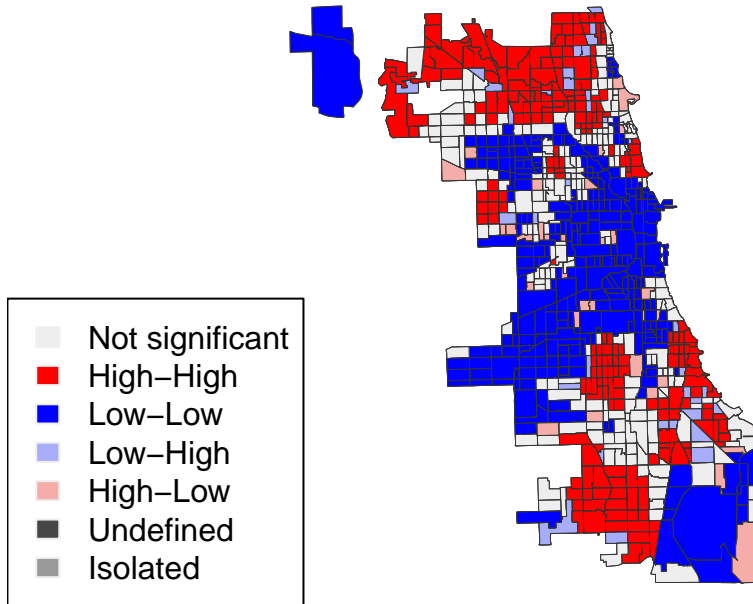 Not significant
High−High
Low−Low
Low−High
High−Low
Undefined
Isolated